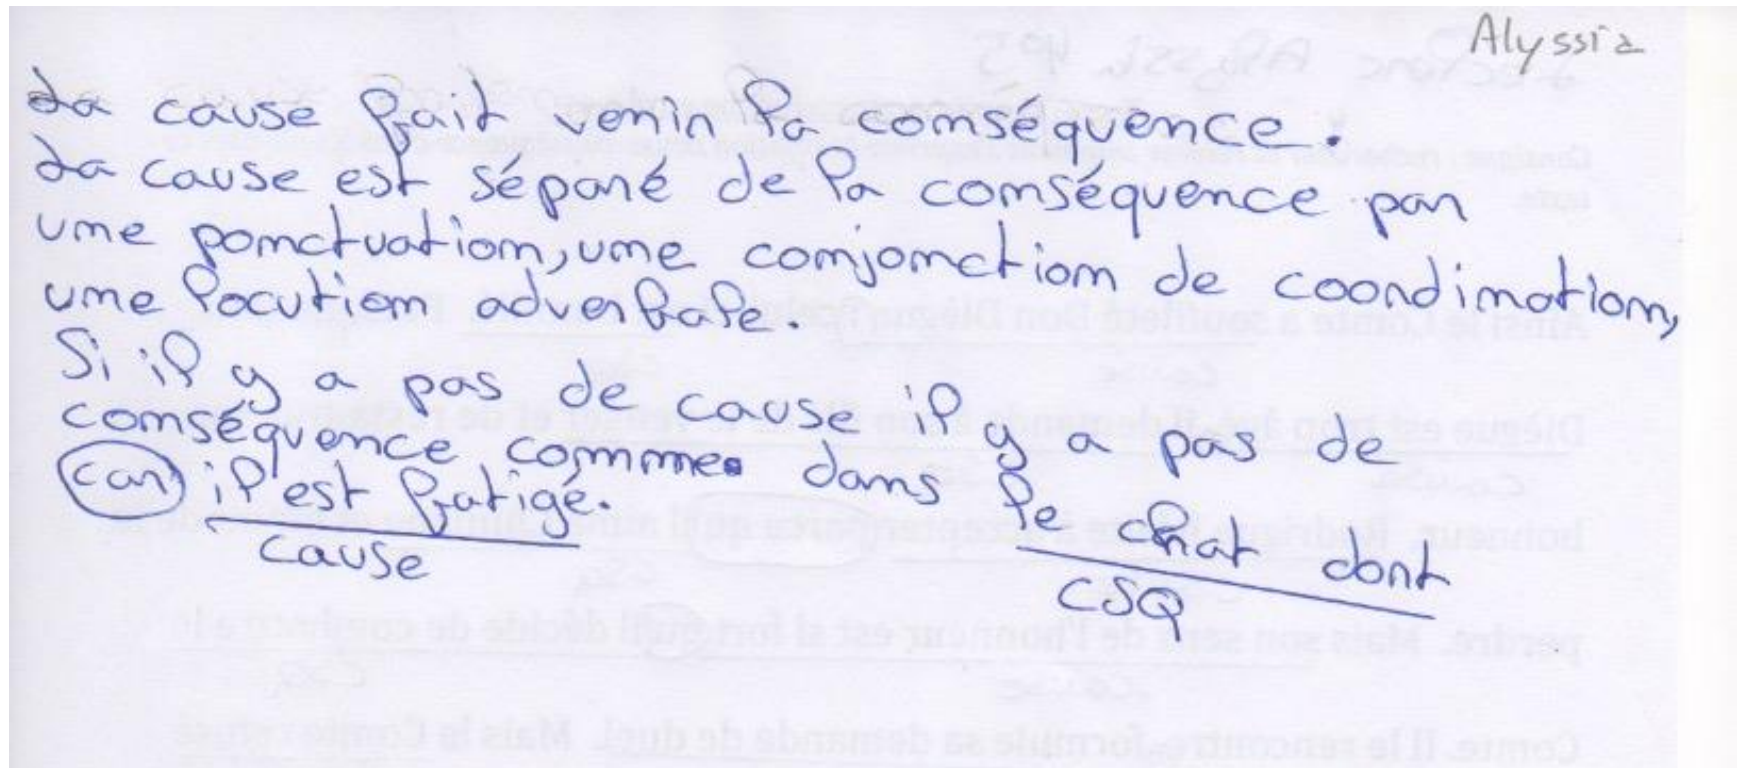 Alyssia
La cause fait venir la conséquence.
La cause est séparé de la conséquence par
une ponctuation, une conjonction de coordination,
une locution adverbale.
Si il y a pas de cause il y a pas de
conséquence comme dans le chat dort
car il est fatigé.
cause
CSQ